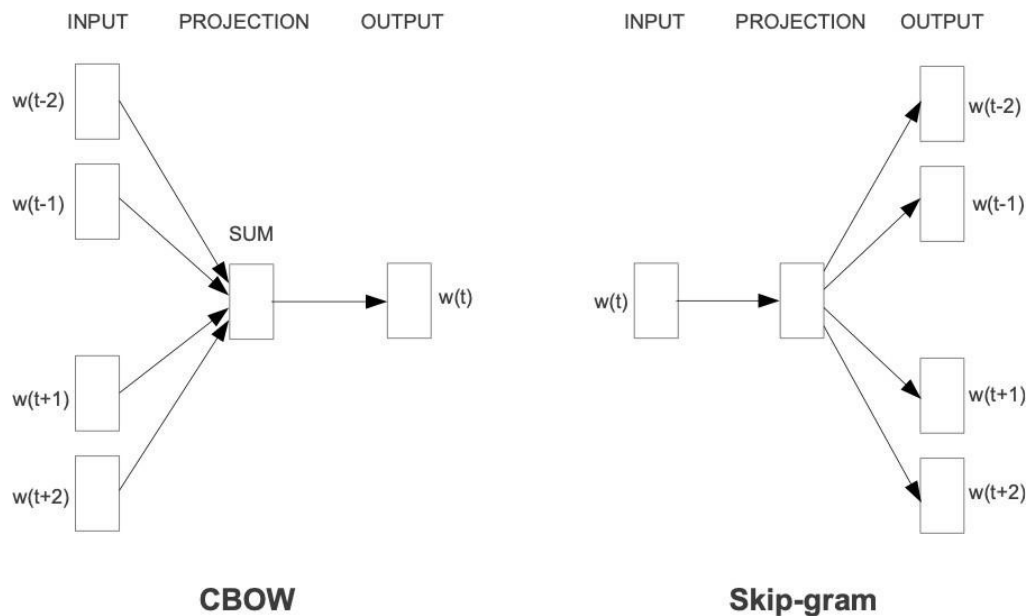 INPUT PROJECTION OUTPUT
w(t-2)
w(t-1)
SUM
w(t)
w(t+1)
w(t+2)
CBOW
INPUT PROJECTION OUTPUT
w(t-2)
w(t-1)
w(t)
w(t+1)
w(t+2)
Skip-gram